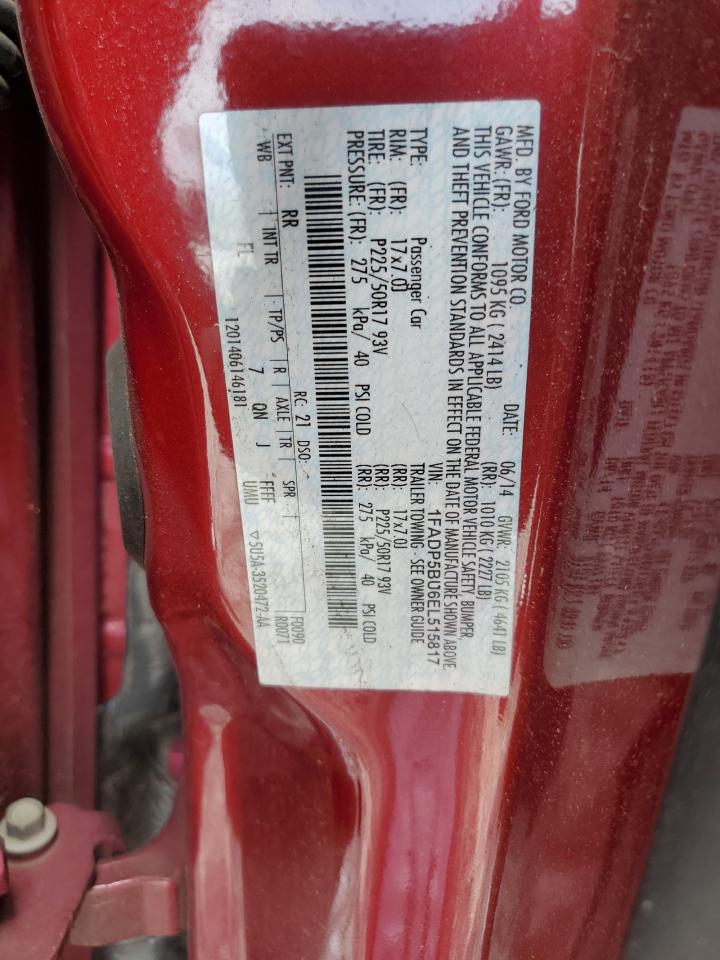 MFD. BY FORD MOTOR CO.
DATE: 06/14 GVWR: 2105 KG ( 4641 LB)
GAWR: (FR): 1095 KG ( 2414 LB) (RR): 1010 KG ( 2227 LB)
THIS VEHICLE CONFORMS TO ALL APPLICABLE FEDERAL MOTOR VEHICLE SAFETY, BUMPER
AND THEFT PREVENTION STANDARDS IN EFFECT ON THE DATE OF MANUFACTURE SHOWN ABOVE.
VIN: 1FADP5BU6EL515817
TYPE: Passenger Car TRAILER TOWING - SEE OWNER GUIDE
RIM: (FR): 17x7.0J (RR): 17x7.0J
TIRE: (FR): P225/50R17 93V (RR): P225/50R17 93V
PRESSURE: (FR): 275 kPa/ 40 PSI COLD (RR): 275 kPa/ 40 PSI COLD
EXT PNT: RR RC: 21 DSO: F0090
R0071
WB INT TR TP/PS R AXLE TR SPR
FL 7 QN J FFFF
UMU
1201406146181 5U5A-3520472-AA